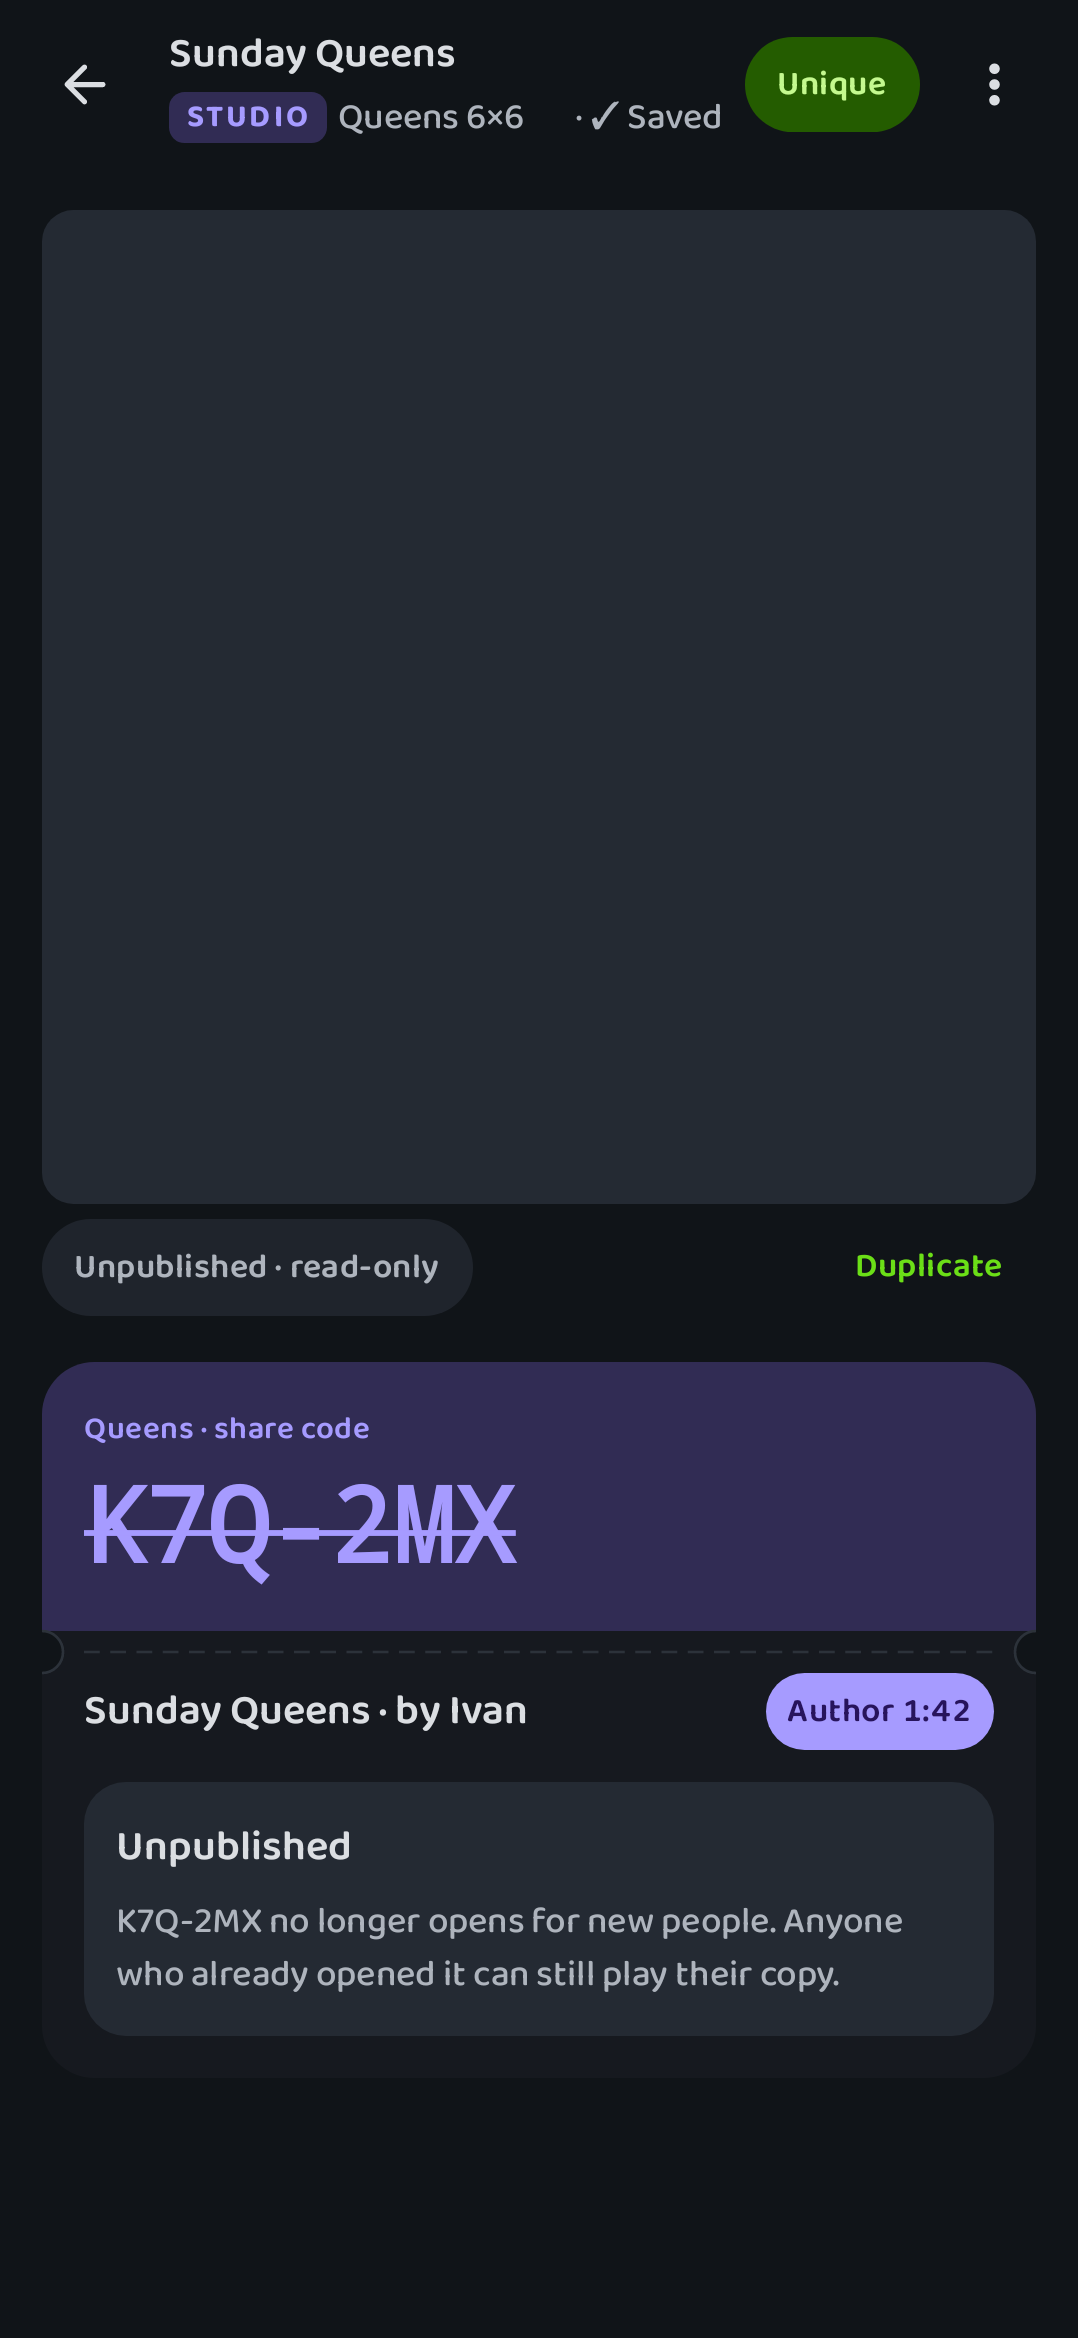 Sunday Queens
Unique
STUDIO Queens 6×6 · ✓ Saved
Unpublished · read-only
Duplicate
Queens · share code
K7Q-2MX
Sunday Queens · by Ivan
Author 1:42
Unpublished
K7Q-2MX no longer opens for new people. Anyone
who already opened it can still play their copy.